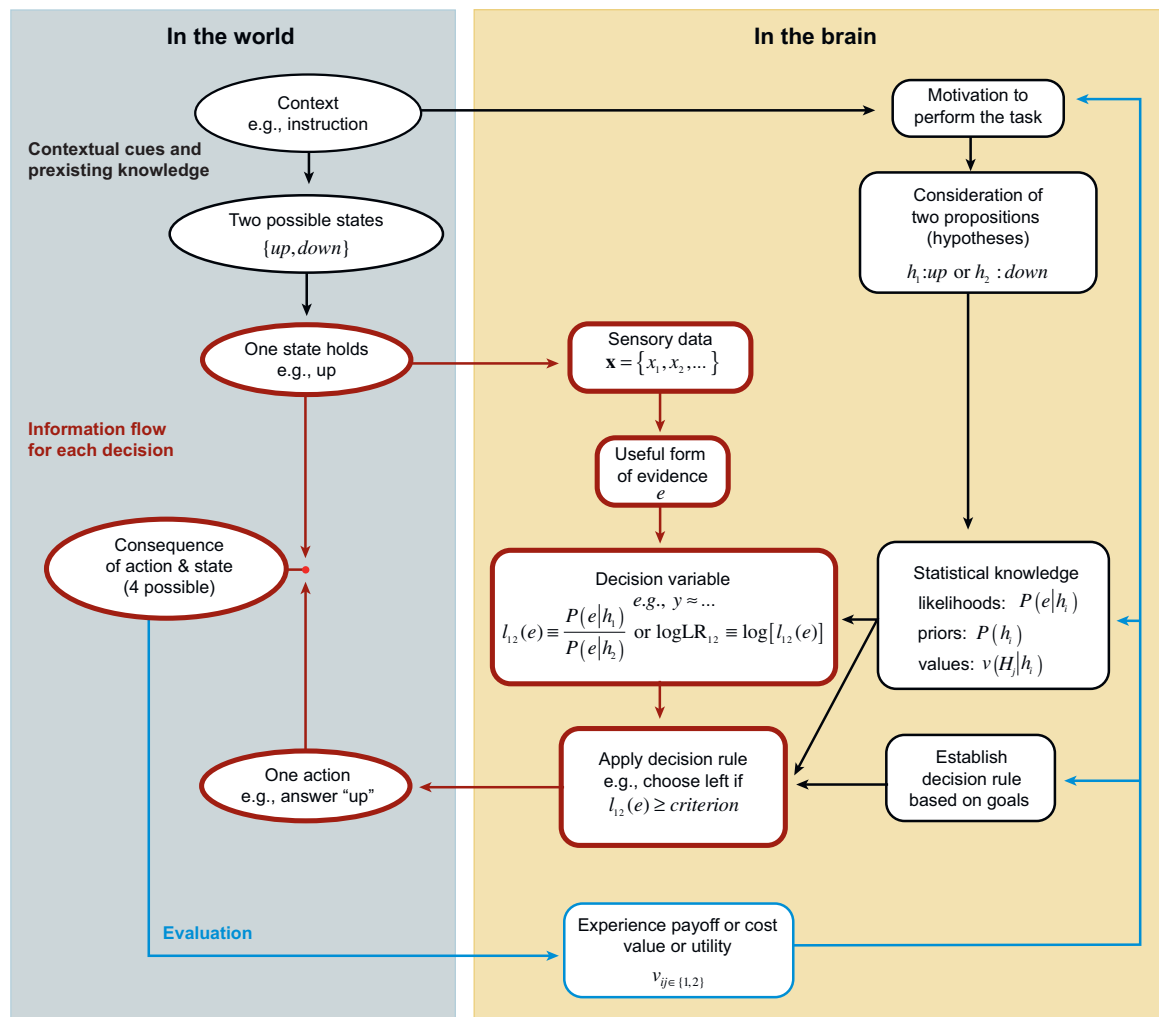 In the world
In the brain
Context
e.g., instruction
Motivation to
perform the task
Contextual cues and
prexisting knowledge
Two possible states
{up,down}
Consideration of
two propositions
(hypotheses)
h₁:up or h₂ : down
One state holds
e.g., up
Sensory data
x = {x₁, x₂,... }
Information flow
for each decision
Useful form
of evidence
e
Consequence
of action & state
(4 possible)
Decision variable
e.g., y ≈ ...
l₁₂(e) ≡ P(e|h₁) / P(e|h₂) or logLR₁₂ ≡ log[l₁₂(e)]
Statistical knowledge
likelihoods: P(e|hᵢ)
priors: P(hᵢ)
values: v(Hⱼ|hᵢ)
One action
e.g., answer “up”
Apply decision rule
e.g., choose left if
l₁₂(e) ≥ criterion
Establish
decision rule
based on goals
Evaluation
Experience payoff or cost
value or utility
v_{ij∈{1,2}}